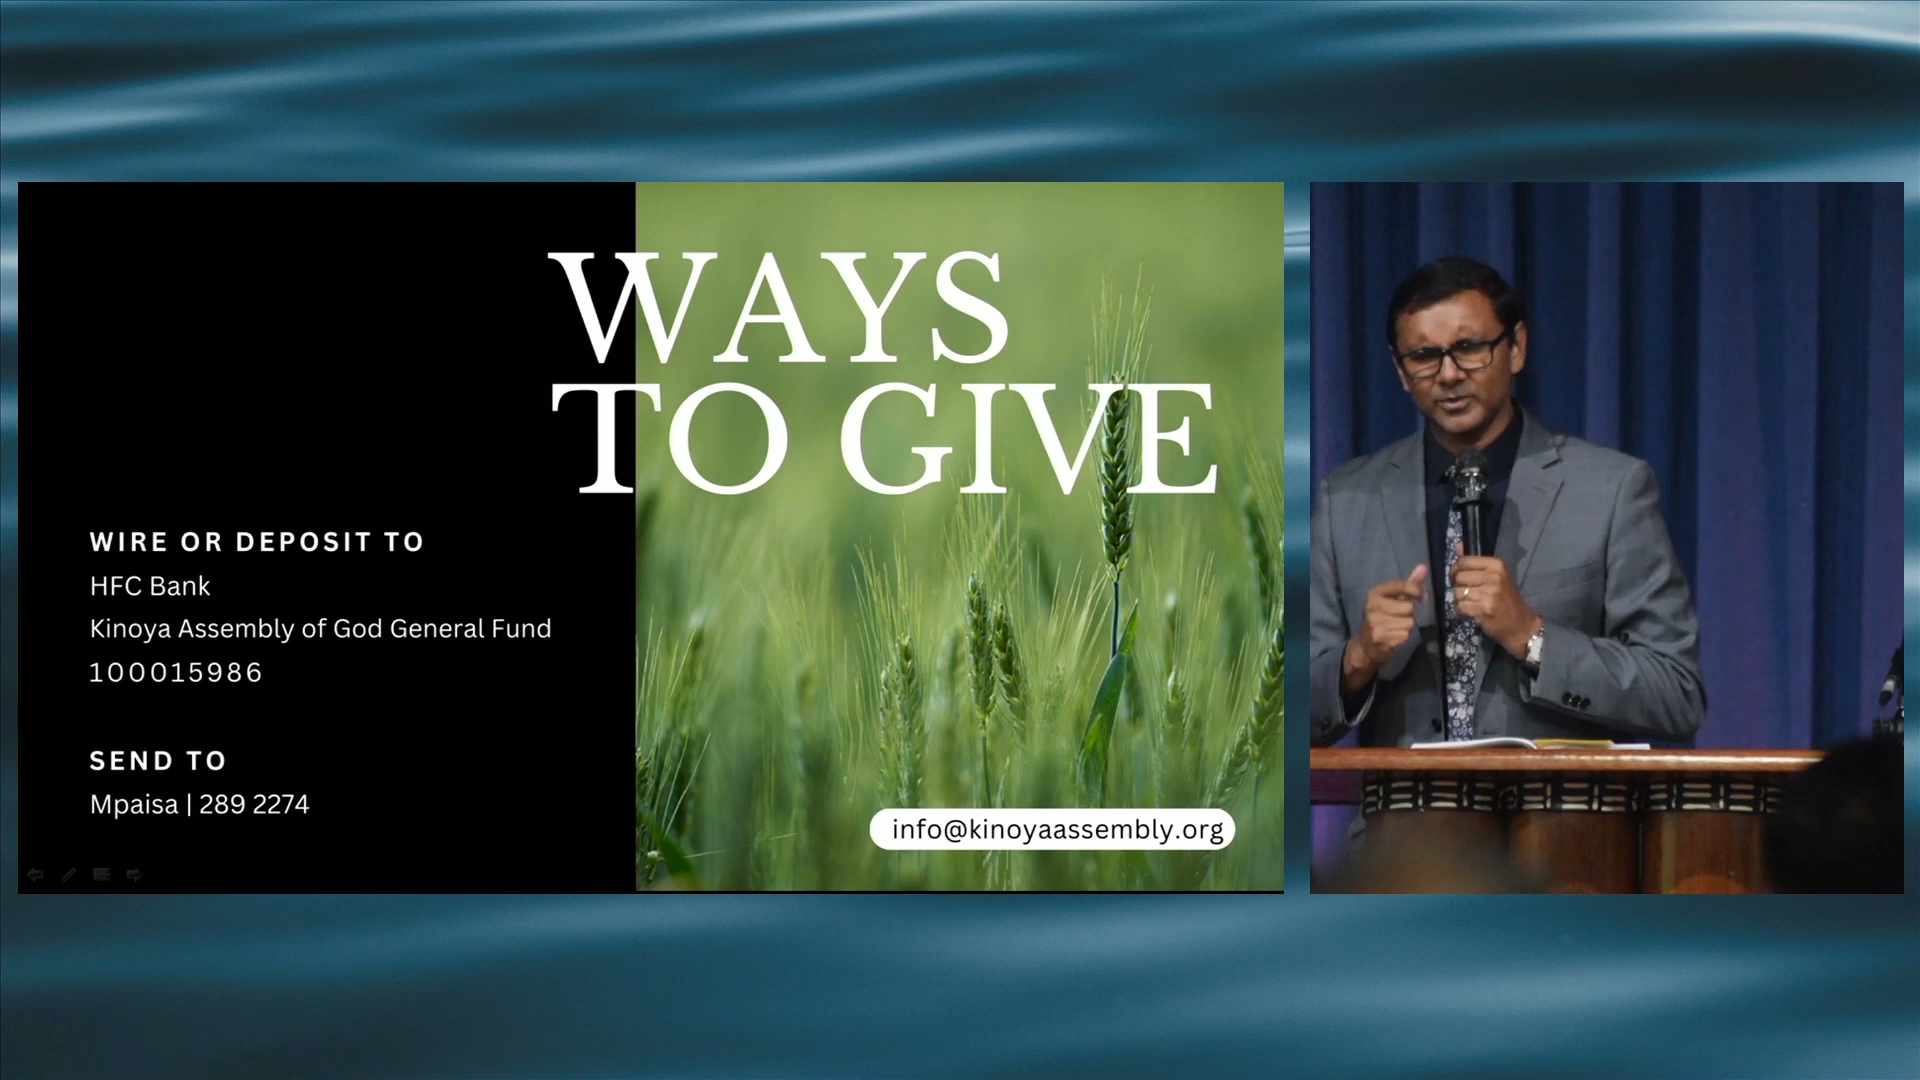 WAYS
TO GIVE
WIRE OR DEPOSIT TO
HFC Bank
Kinoya Assembly of God General Fund
100015986
SEND TO
Mpaisa | 289 2274
info@kinoyaassembly.org